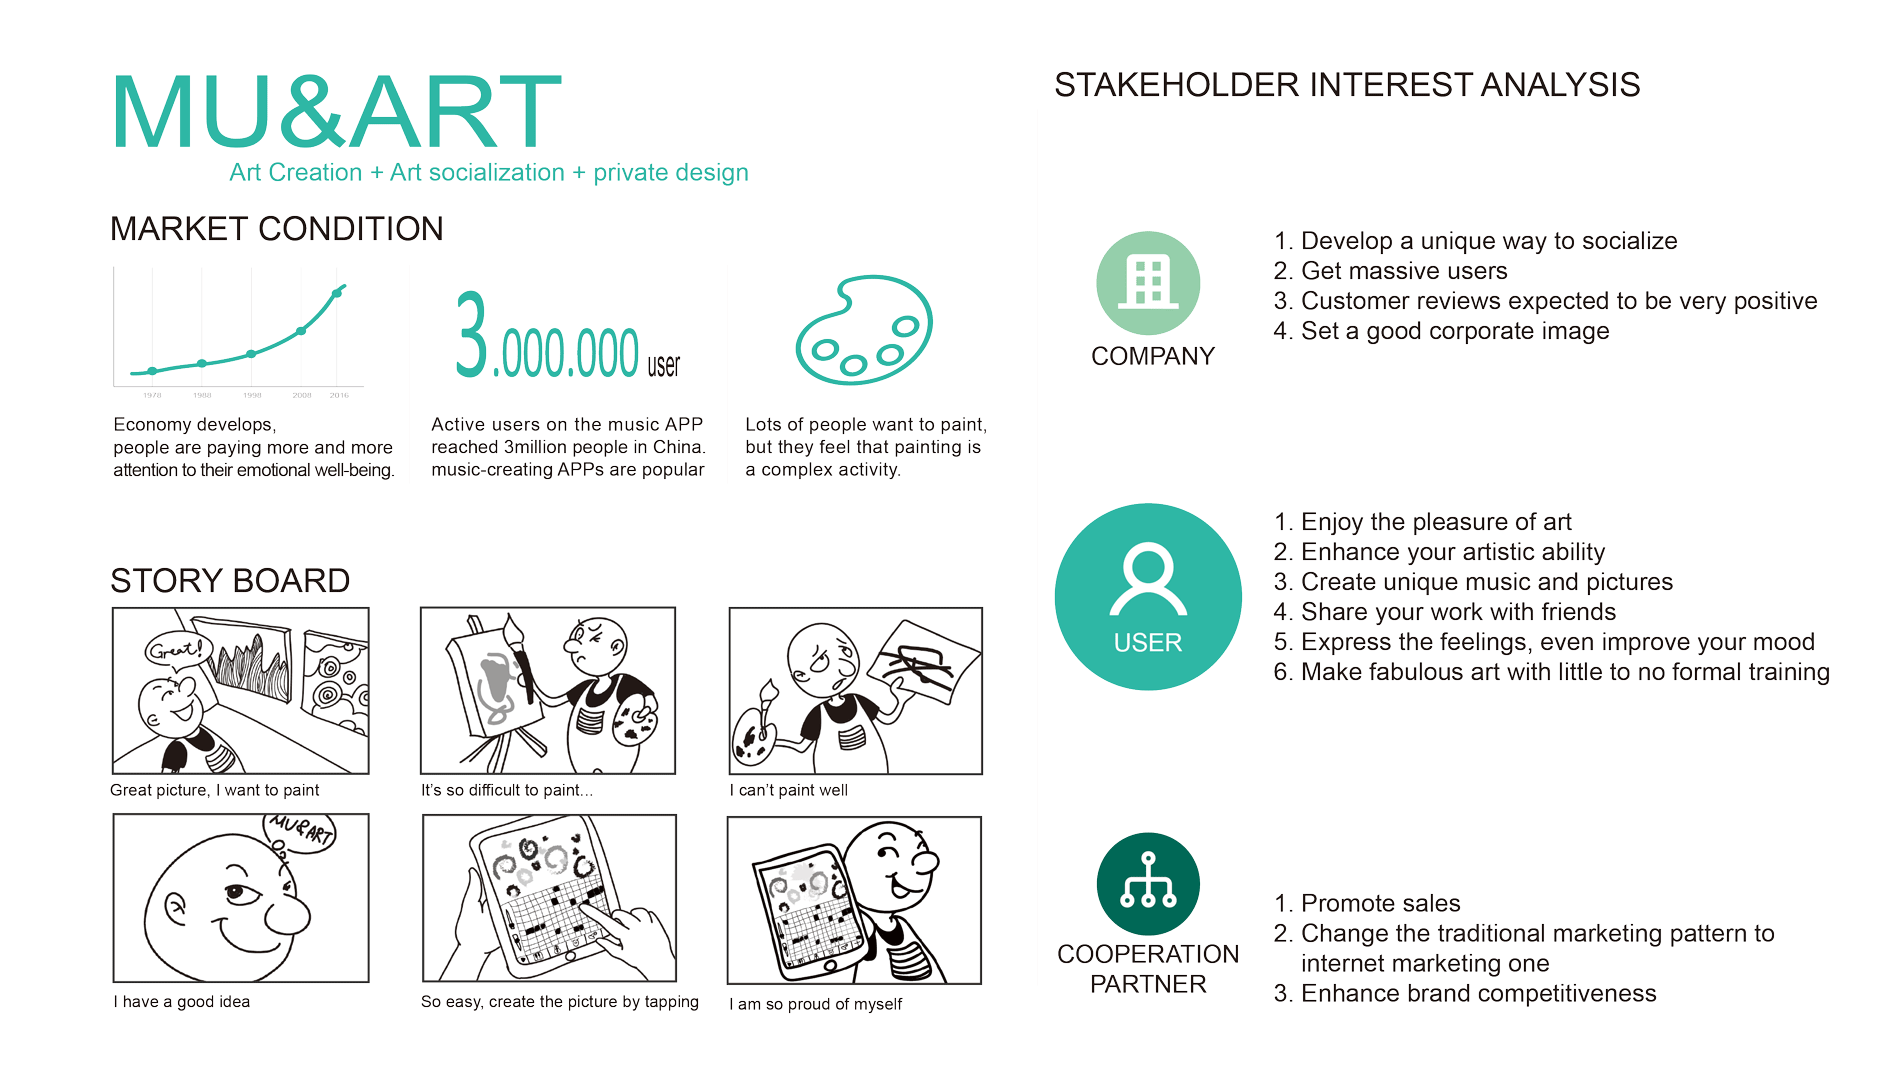 MU&ART
Art Creation + Art socialization + private design
MARKET CONDITION
1978 1988 1998 2008 2016
Economy develops,
people are paying more and more
attention to their emotional well-being.
3.000.000 user
Active users on the music APP
reached 3million people in China.
music-creating APPs are popular
Lots of people want to paint,
but they feel that painting is
a complex activity.
STORY BOARD
Great!
Great picture, I want to paint
It's so difficult to paint...
I can't paint well
MU&ART
I have a good idea
So easy, create the picture by tapping
I am so proud of myself
STAKEHOLDER INTEREST ANALYSIS
COMPANY
1. Develop a unique way to socialize
2. Get massive users
3. Customer reviews expected to be very positive
4. Set a good corporate image
USER
1. Enjoy the pleasure of art
2. Enhance your artistic ability
3. Create unique music and pictures
4. Share your work with friends
5. Express the feelings, even improve your mood
6. Make fabulous art with little to no formal training
COOPERATION
PARTNER
1. Promote sales
2. Change the traditional marketing pattern to
internet marketing one
3. Enhance brand competitiveness